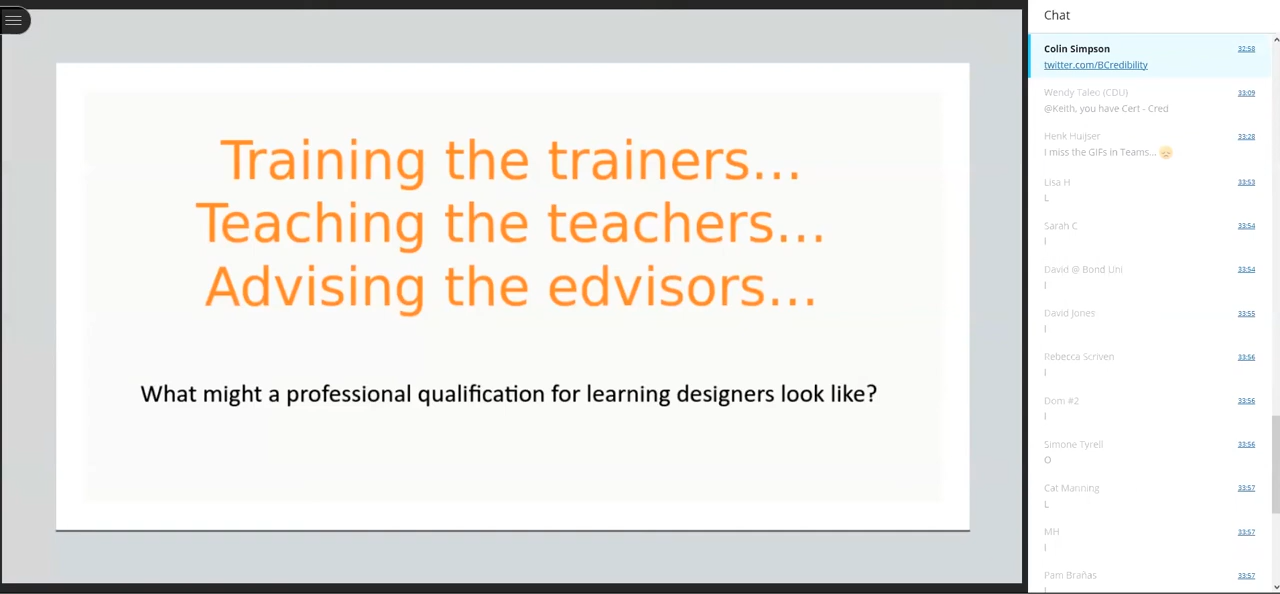 Training the trainers...
Teaching the teachers...
Advising the edvisors...
What might a professional qualification for learning designers look like?
Chat
Colin Simpson 32:58
twitter.com/BCredibility
Wendy Taleo (CDU) 33:09
@Keith, you have Cert - Cred
Henk Huijser 33:28
I miss the GIFs in Teams... 😞
Lisa H 33:53
L
Sarah C 33:54
I
David @ Bond Uni 33:54
I
David Jones 33:55
I
Rebecca Scriven 33:56
I
Dom #2 33:56
I
Simone Tyrell 33:56
O
Cat Manning 33:57
L
MH 33:57
I
Pam Brañas 33:57